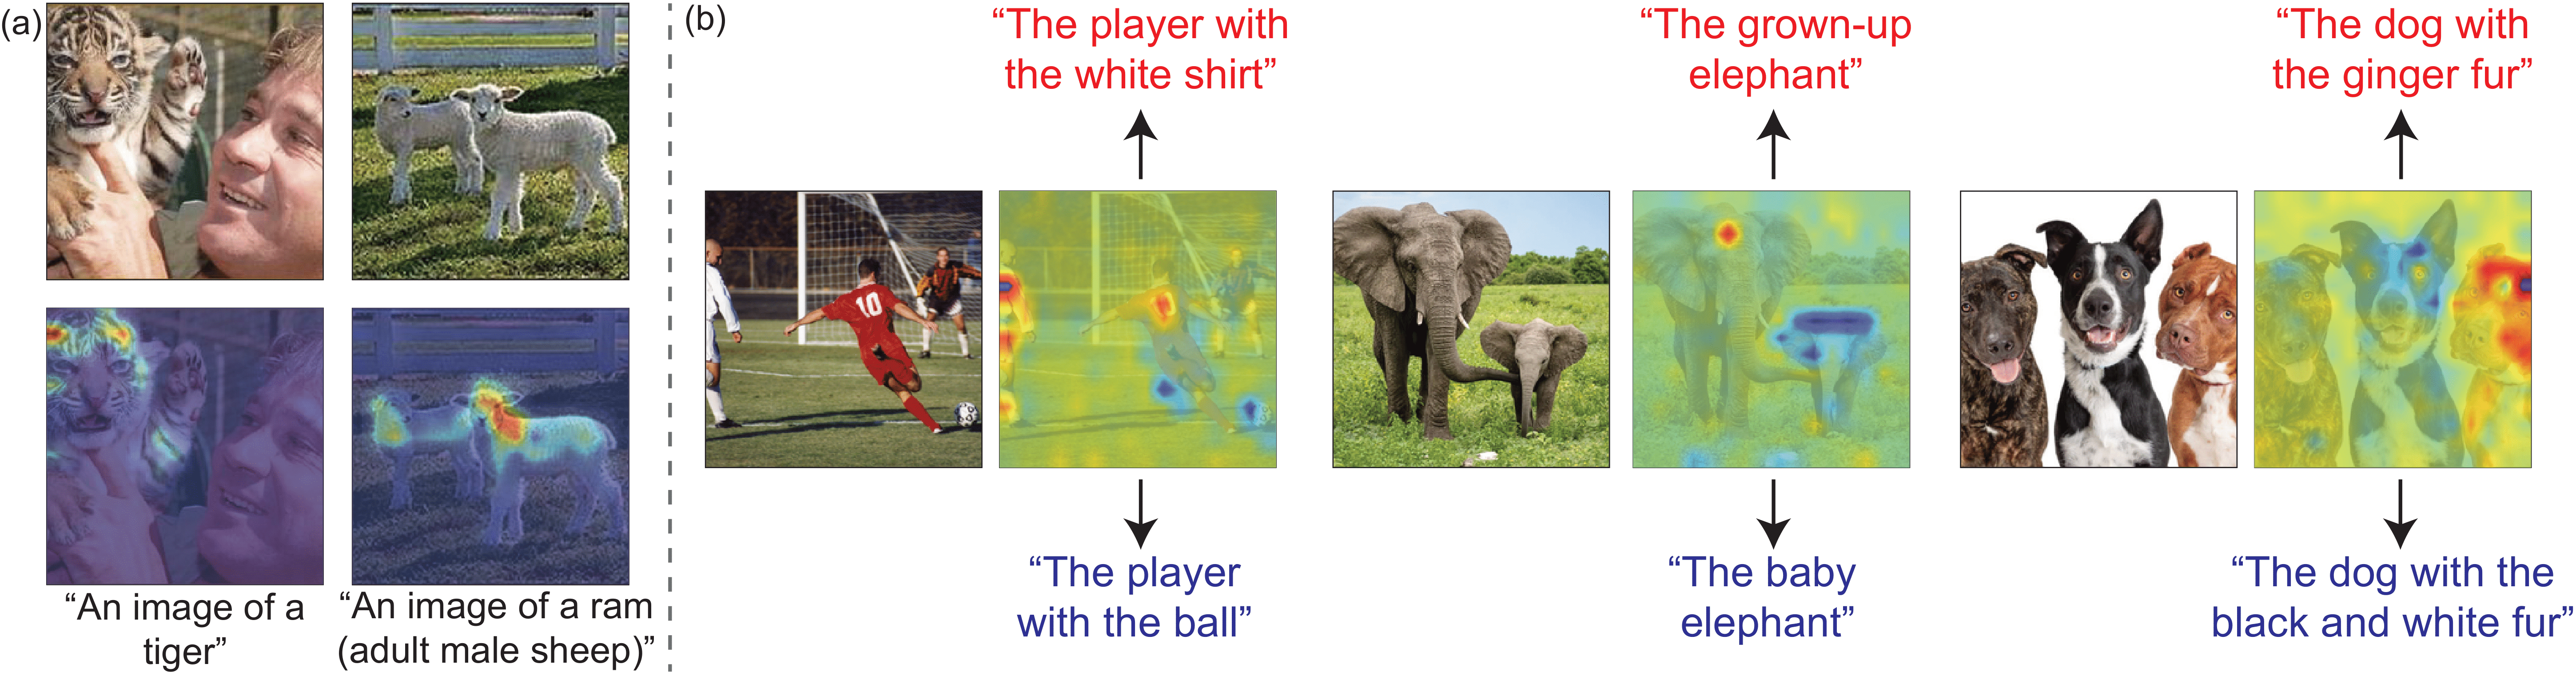 (a)
“An image of a
tiger”
“An image of a ram
(adult male sheep)”
(b)
“The player with
the white shirt”
10
“The player
with the ball”
“The grown-up
elephant”
“The baby
elephant”
“The dog with
the ginger fur”
“The dog with the
black and white fur”